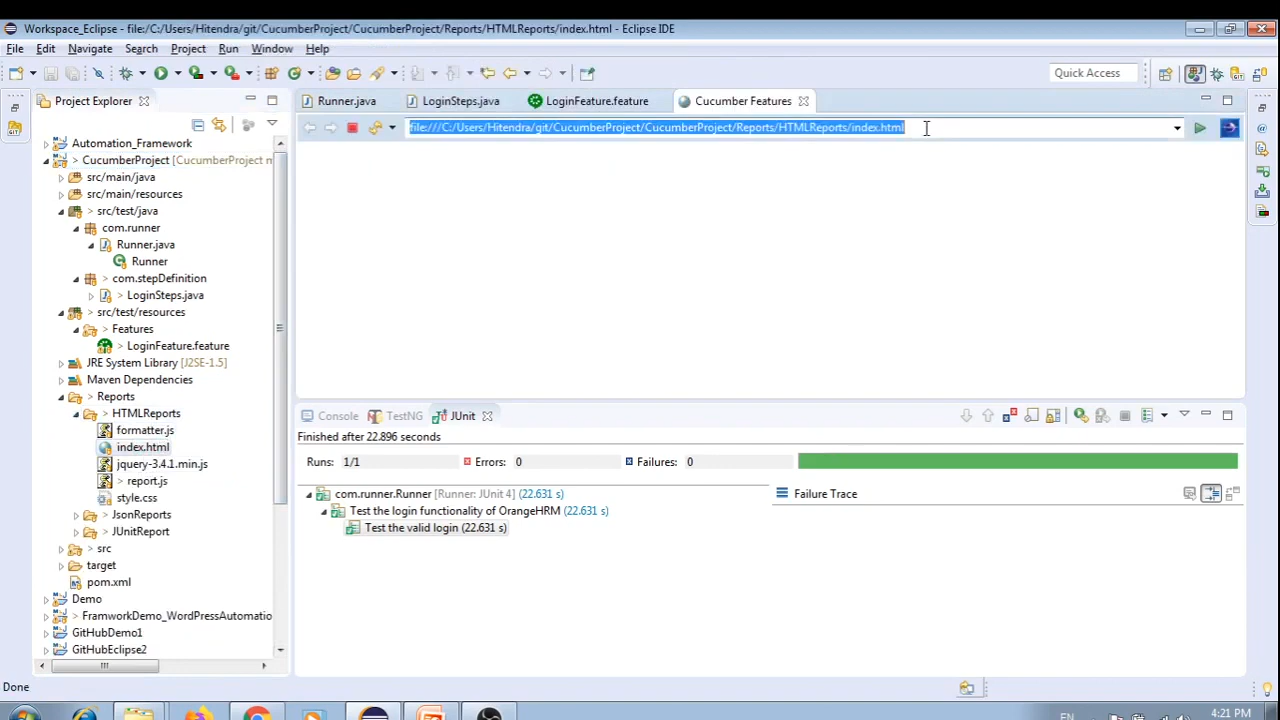 Workspace_Eclipse - file:/C:/Users/Hitendra/git/CucumberProject/CucumberProject/Reports/HTMLReports/index.html - Eclipse IDE
File Edit Navigate Search Project Run Window Help
Quick Access
Project Explorer
Runner.java LoginSteps.java LoginFeature.feature Cucumber Features
file:///C:/Users/Hitendra/git/CucumberProject/CucumberProject/Reports/HTMLReports/index.html
Automation_Framework
> CucumberProject [CucumberProject m
src/main/java
src/main/resources
> src/test/java
> com.runner
> Runner.java
Runner
> com.stepDefinition
> LoginSteps.java
> src/test/resources
> Features
> LoginFeature.feature
JRE System Library [J2SE-1.5]
Maven Dependencies
> Reports
> HTMLReports
formatter.js
index.html
jquery-3.4.1.min.js
> report.js
style.css
> JsonReports
> JUnitReport
> src
target
pom.xml
Demo
> FramworkDemo_WordPressAutomatio
GitHubDemo1
GitHubEclipse2
Console TestNG JUnit
Finished after 22.896 seconds
Runs: 1/1 Errors: 0 Failures: 0
com.runner.Runner [Runner: JUnit 4] (22.631 s)
Test the login functionality of OrangeHRM (22.631 s)
Test the valid login (22.631 s)
Failure Trace
Done
EN
4:21 PM